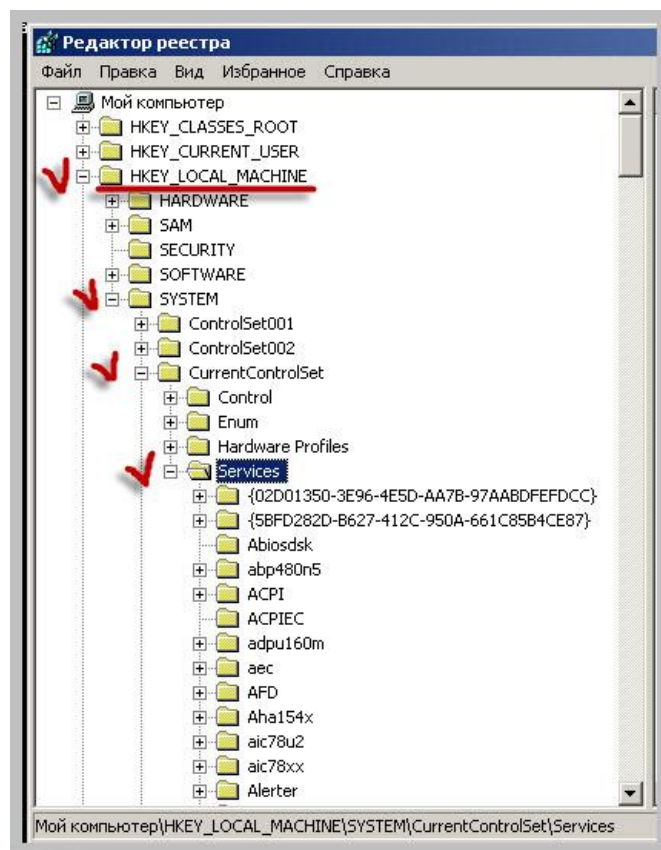 Редактор реестра
Файл Правка Вид Избранное Справка
Мой компьютер
HKEY_CLASSES_ROOT
HKEY_CURRENT_USER
HKEY_LOCAL_MACHINE
HARDWARE
SAM
SECURITY
SOFTWARE
SYSTEM
ControlSet001
ControlSet002
CurrentControlSet
Control
Enum
Hardware Profiles
Services
{02D01350-3E96-4E5D-AA7B-97AABDFEFDCC}
{5BFD282D-B627-412C-950A-661C85B4CE87}
Abiosdsk
abp480n5
ACPI
ACPIEC
adpu160m
aec
AFD
Aha154x
aic78u2
aic78xx
Alerter
Мой компьютер\HKEY_LOCAL_MACHINE\SYSTEM\CurrentControlSet\Services